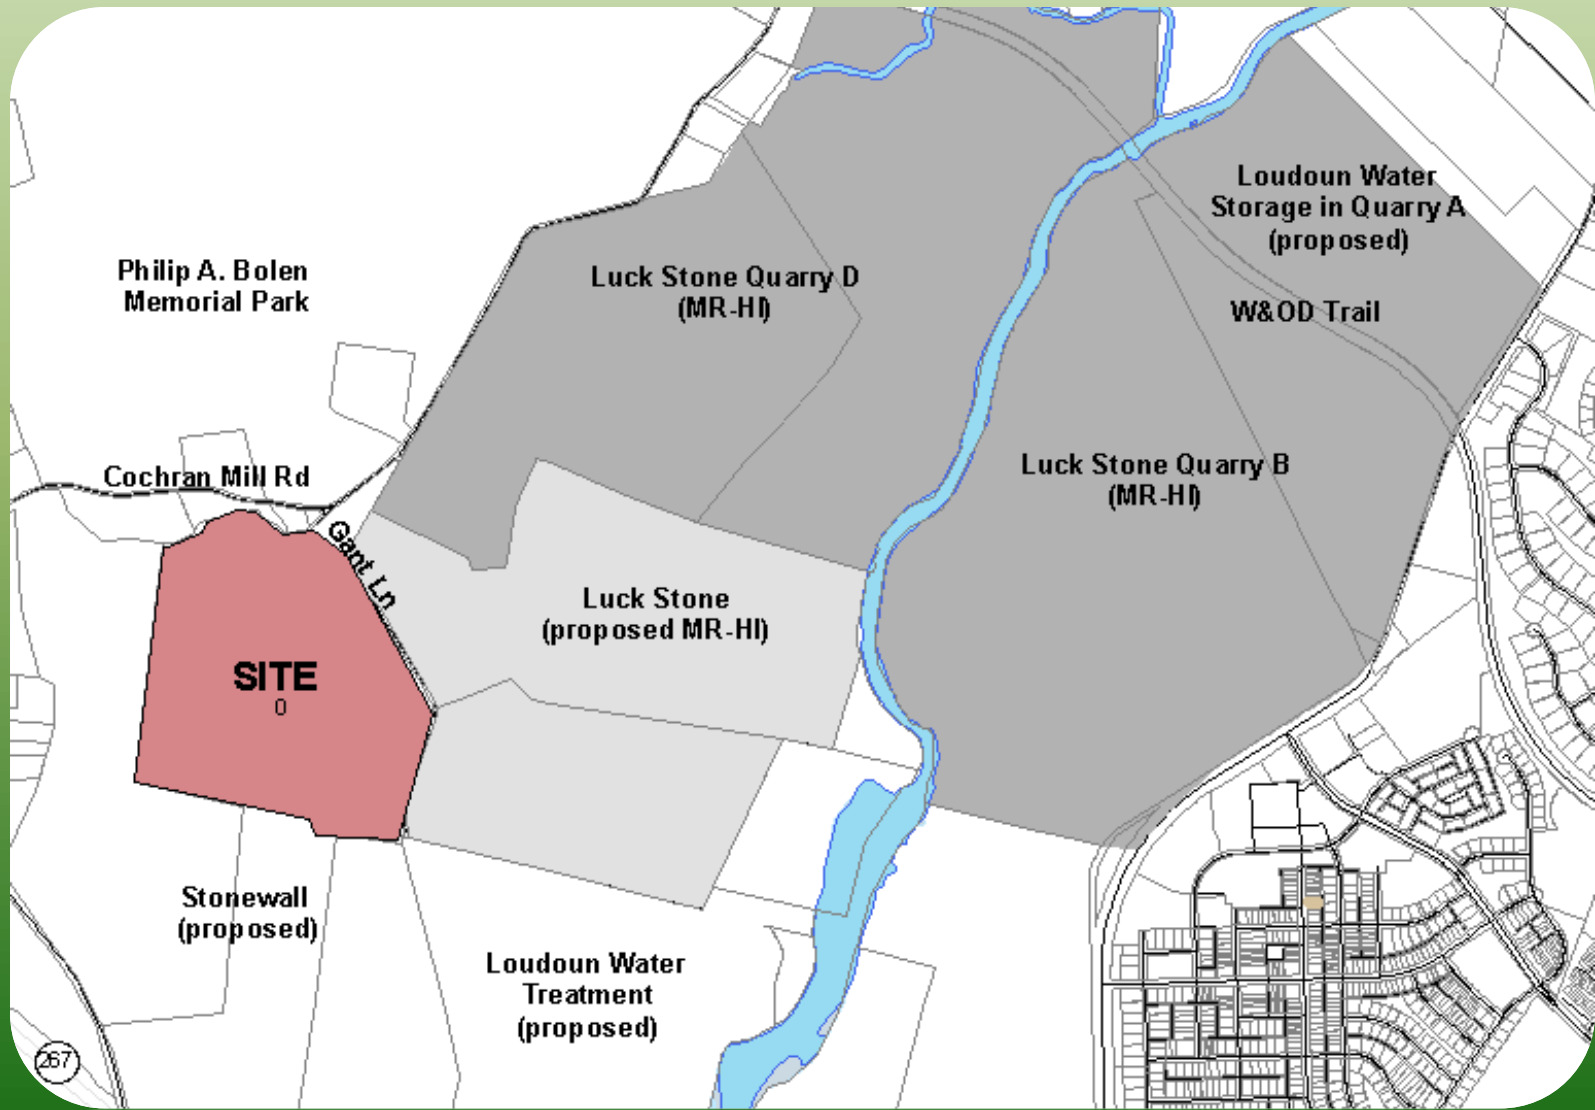 Loudoun Water
Storage in Quarry A
(proposed)
Philip A. Bolen
Memorial Park
Luck Stone Quarry D
(MR-HI)
W&OD Trail
Cochran Mill Rd
Luck Stone Quarry B
(MR-HI)
Gant Ln
Luck Stone
(proposed MR-HI)
SITE
0
Stonewall
(proposed)
Loudoun Water
Treatment
(proposed)
267